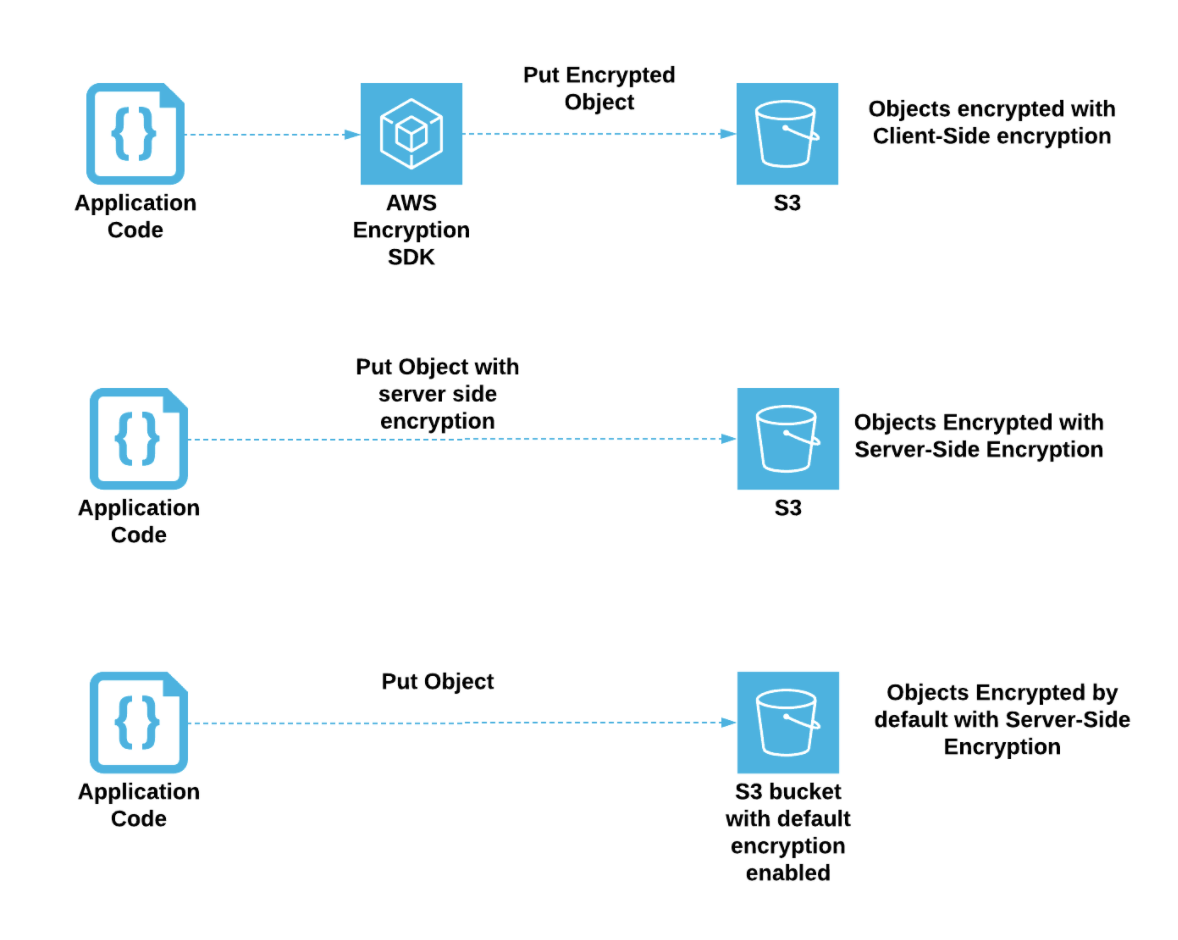 Put Encrypted
Object
Objects encrypted with
Client-Side encryption
Application
Code
AWS
Encryption
SDK
S3
Put Object with
server side
encryption
Objects Encrypted with
Server-Side Encryption
Application
Code
S3
Put Object
Objects Encrypted by
default with Server-Side
Encryption
Application
Code
S3 bucket
with default
encryption
enabled